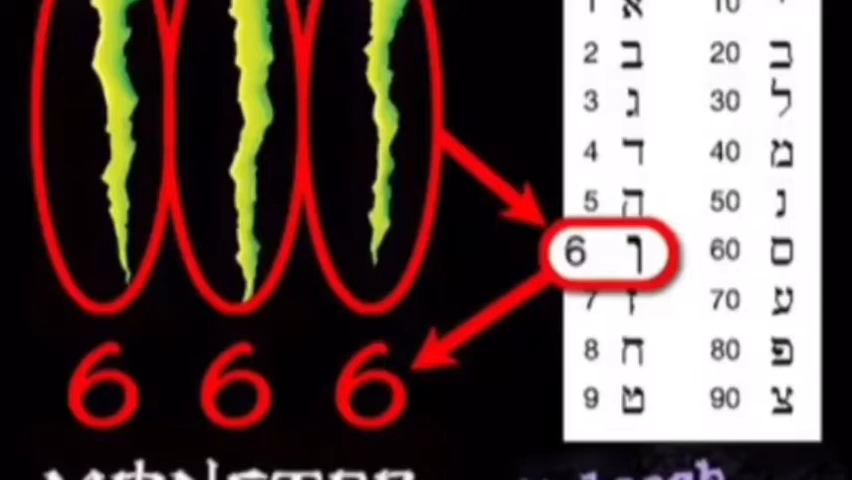 1 א 10 י
2 ב 20 כ
3 ג 30 ל
4 ד 40 מ
5 ה 50 נ
6 ו 60 ס
7 ז 70 ע
8 ח 80 פ
9 ט 90 צ
6 6 6
MONSTER